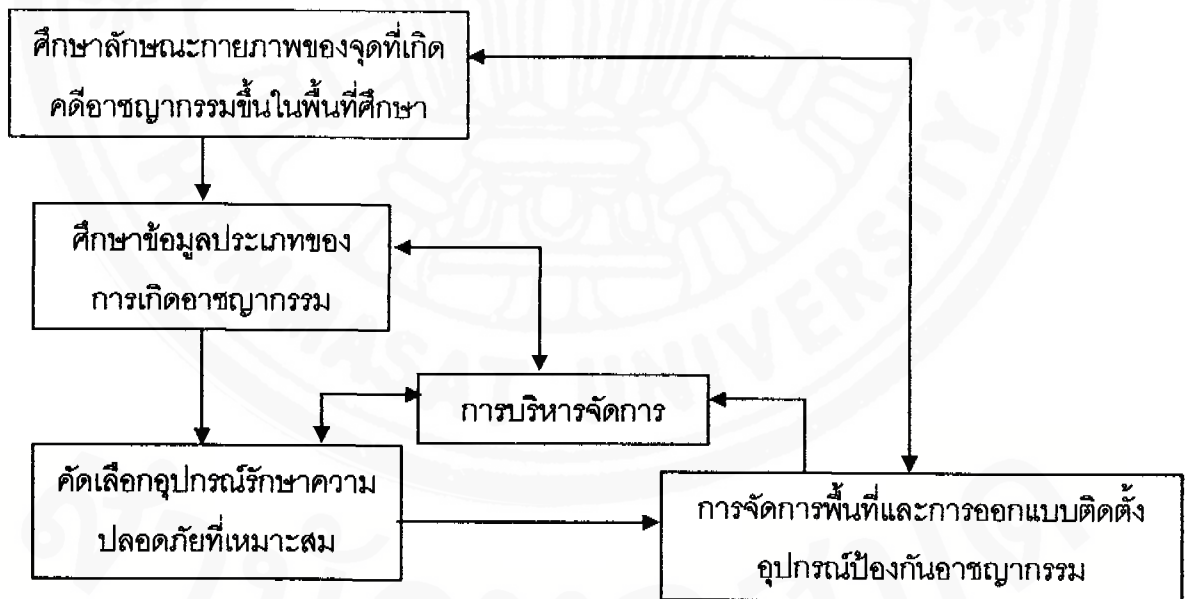 ศึกษาลักษณะกายภาพของจุดที่เกิด
คดีอาชญากรรมขึ้นในพื้นที่ศึกษา
ศึกษาข้อมูลประเภทของ
การเกิดอาชญากรรม
การบริหารจัดการ
คัดเลือกอุปกรณ์รักษาความ
ปลอดภัยที่เหมาะสม
การจัดการพื้นที่และการออกแบบติดตั้ง
อุปกรณ์ป้องกันอาชญากรรม
THAMMASAT UNIVERSITY